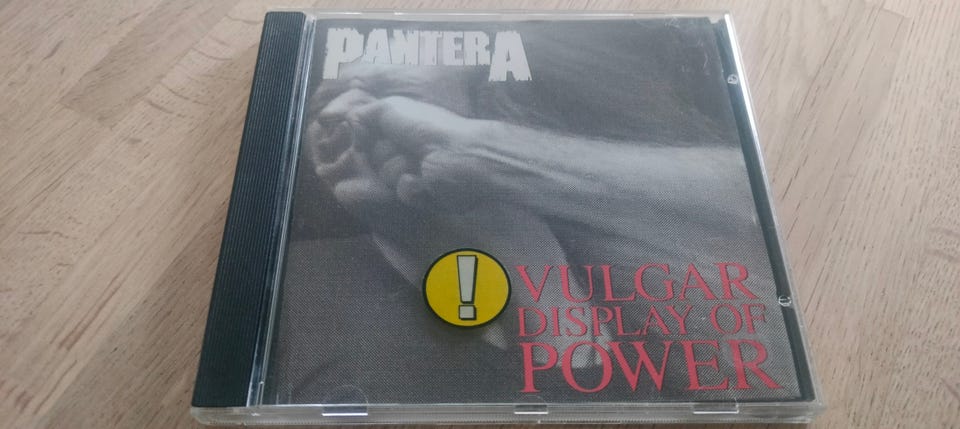 PANTERA
!
VULGAR
DISPLAY OF
POWER